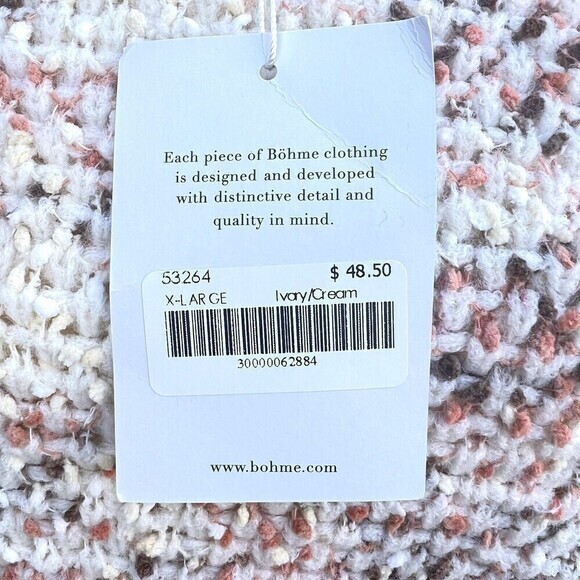 Each piece of Böhme clothing
is designed and developed
with distinctive detail and
quality in mind.
53264 $ 48.50
X-LARGE Ivory/Cream
30000062884
www.bohme.com